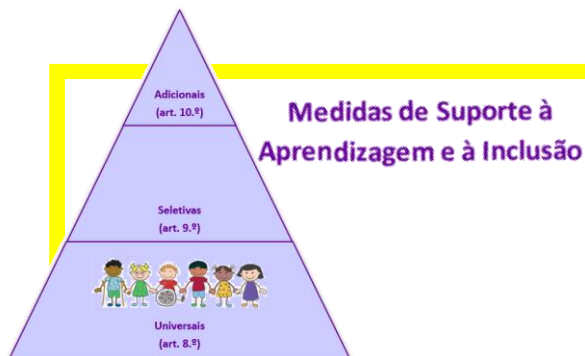 Adicionais
(art. 10.º)
Medidas de Suporte à
Aprendizagem e à Inclusão
Seletivas
(art. 9.º)
Universais
(art. 8.º)